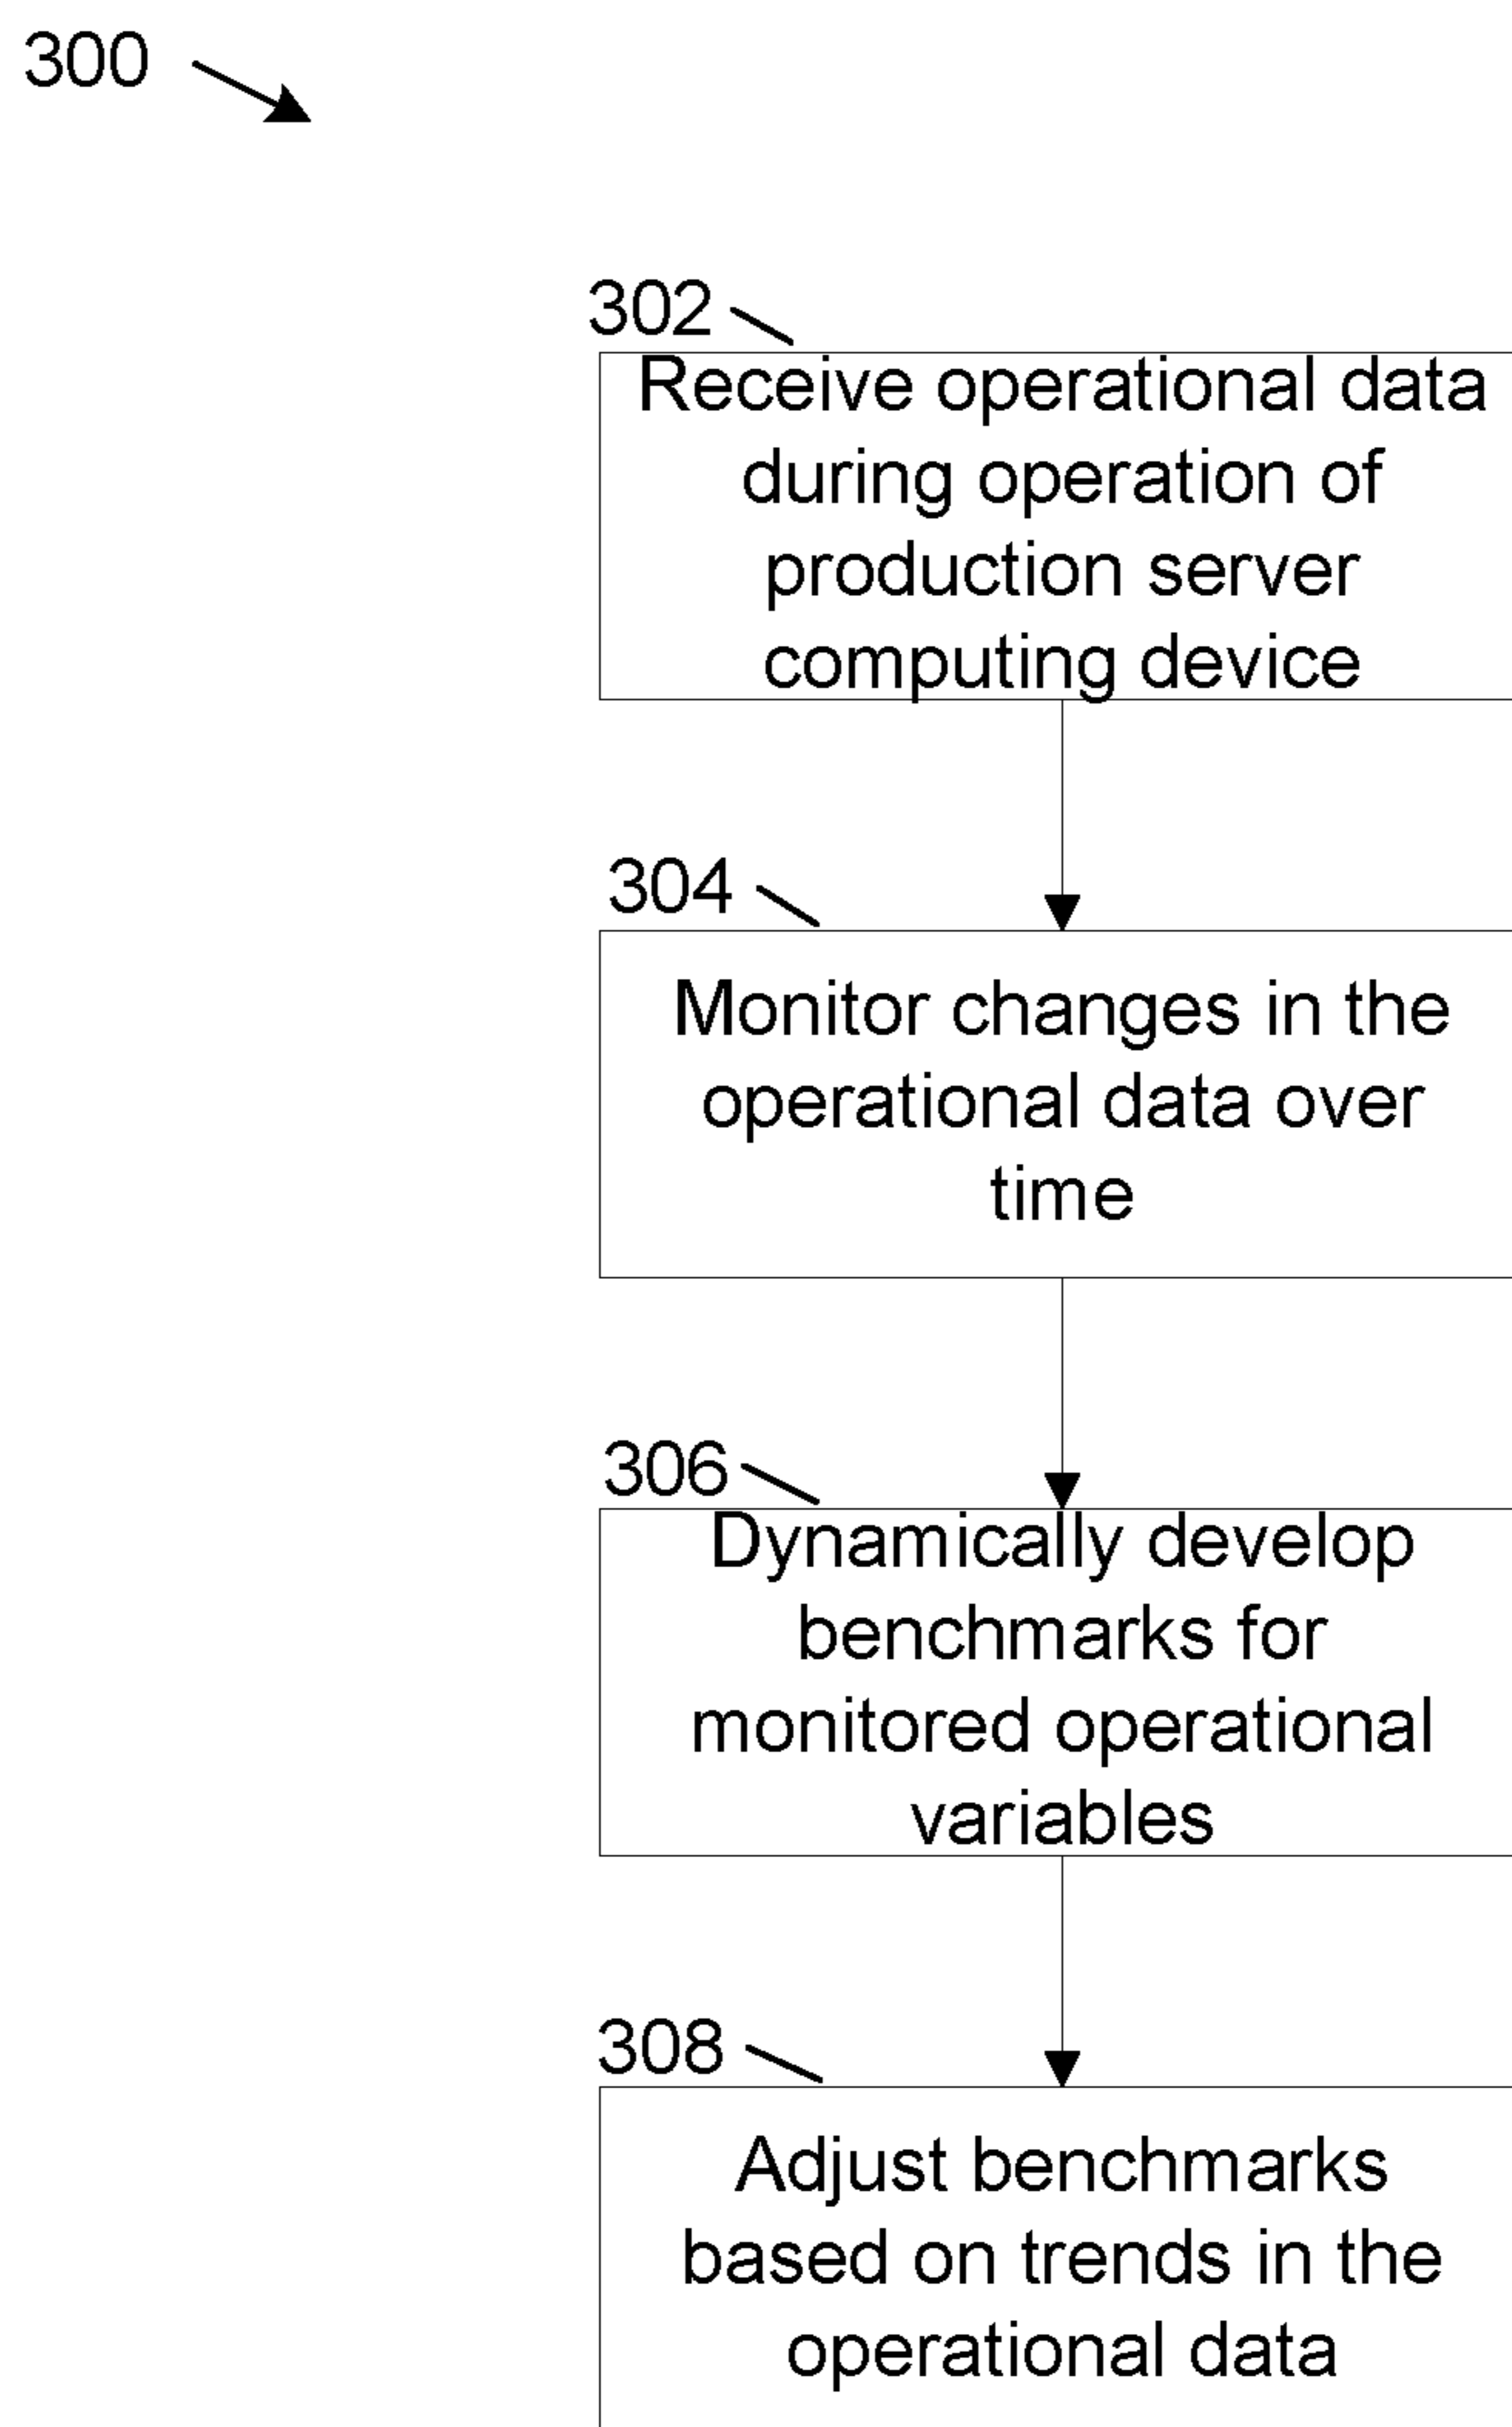 300
302
Receive operational data
during operation of
production server
computing device
304
Monitor changes in the
operational data over
time
306
Dynamically develop
benchmarks for
monitored operational
variables
308
Adjust benchmarks
based on trends in the
operational data